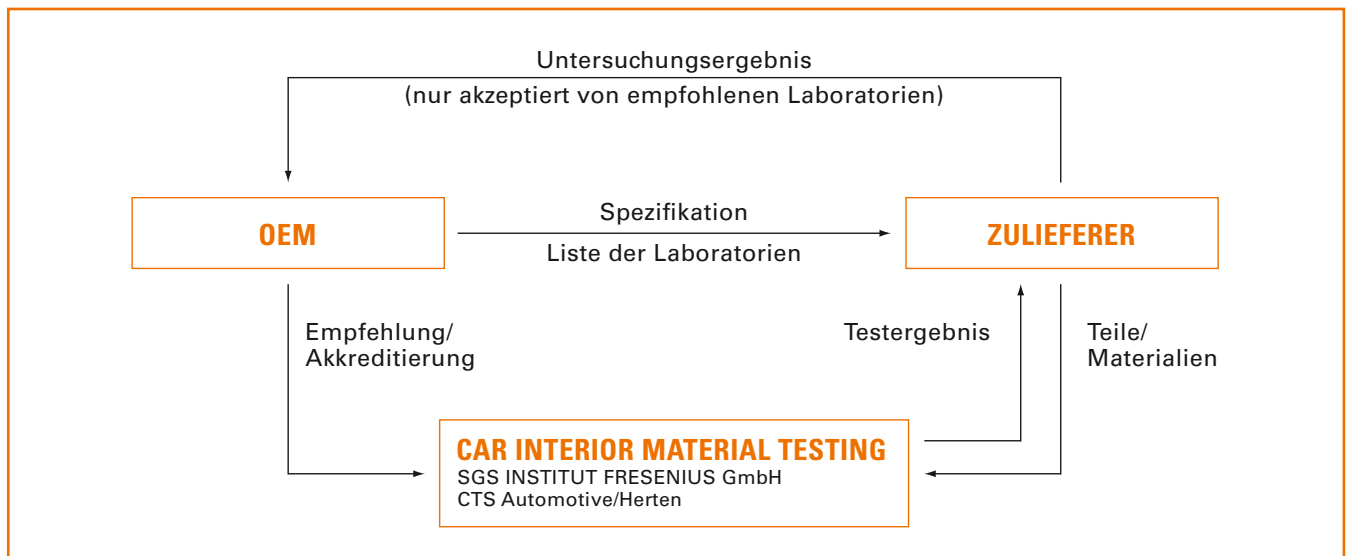 Untersuchungsergebnis
(nur akzeptiert von empfohlenen Laboratorien)
OEM
Spezifikation
Liste der Laboratorien
ZULIEFERER
Empfehlung/
Akkreditierung
Testergebnis
Teile/
Materialien
CAR INTERIOR MATERIAL TESTING
SGS INSTITUT FRESENIUS GmbH
CTS Automotive/Herten